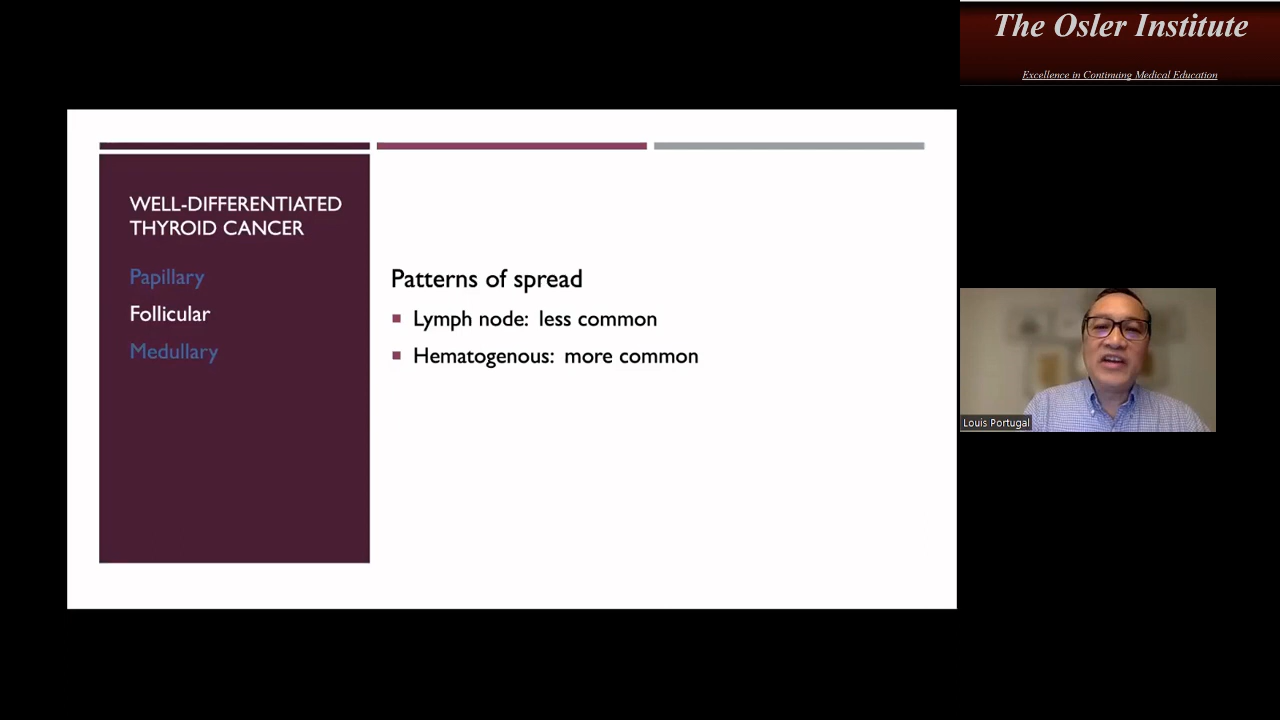 The Osler Institute
Excellence in Continuing Medical Education
WELL-DIFFERENTIATED
THYROID CANCER
Papillary
Follicular
Medullary
Patterns of spread
Lymph node: less common
Hematogenous: more common
Louis Portugal